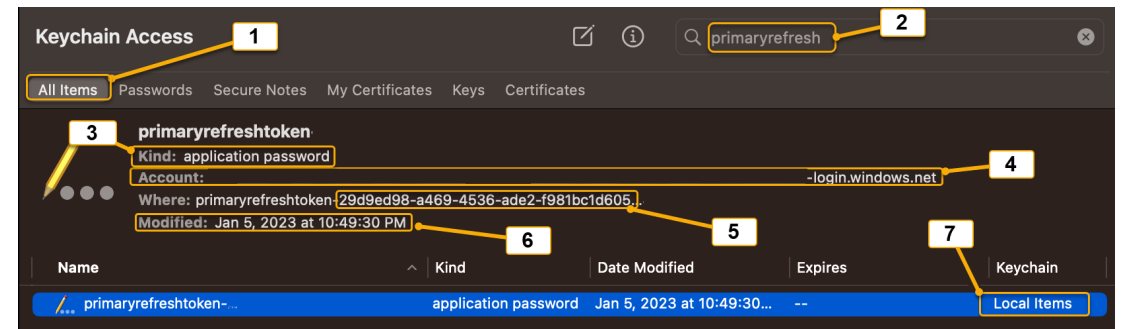 Keychain Access
1
primaryrefresh
2
All Items Passwords Secure Notes My Certificates Keys Certificates
3
primaryrefreshtoken
Kind: application password
4
Account: -login.windows.net
Where: primaryrefreshtoken-29d9ed98-a469-4536-ade2-f981bc1d605...
Modified: Jan 5, 2023 at 10:49:30 PM
5
6
7
Name Kind Date Modified Expires Keychain
primaryrefreshtoken-... application password Jan 5, 2023 at 10:49:30... -- Local Items